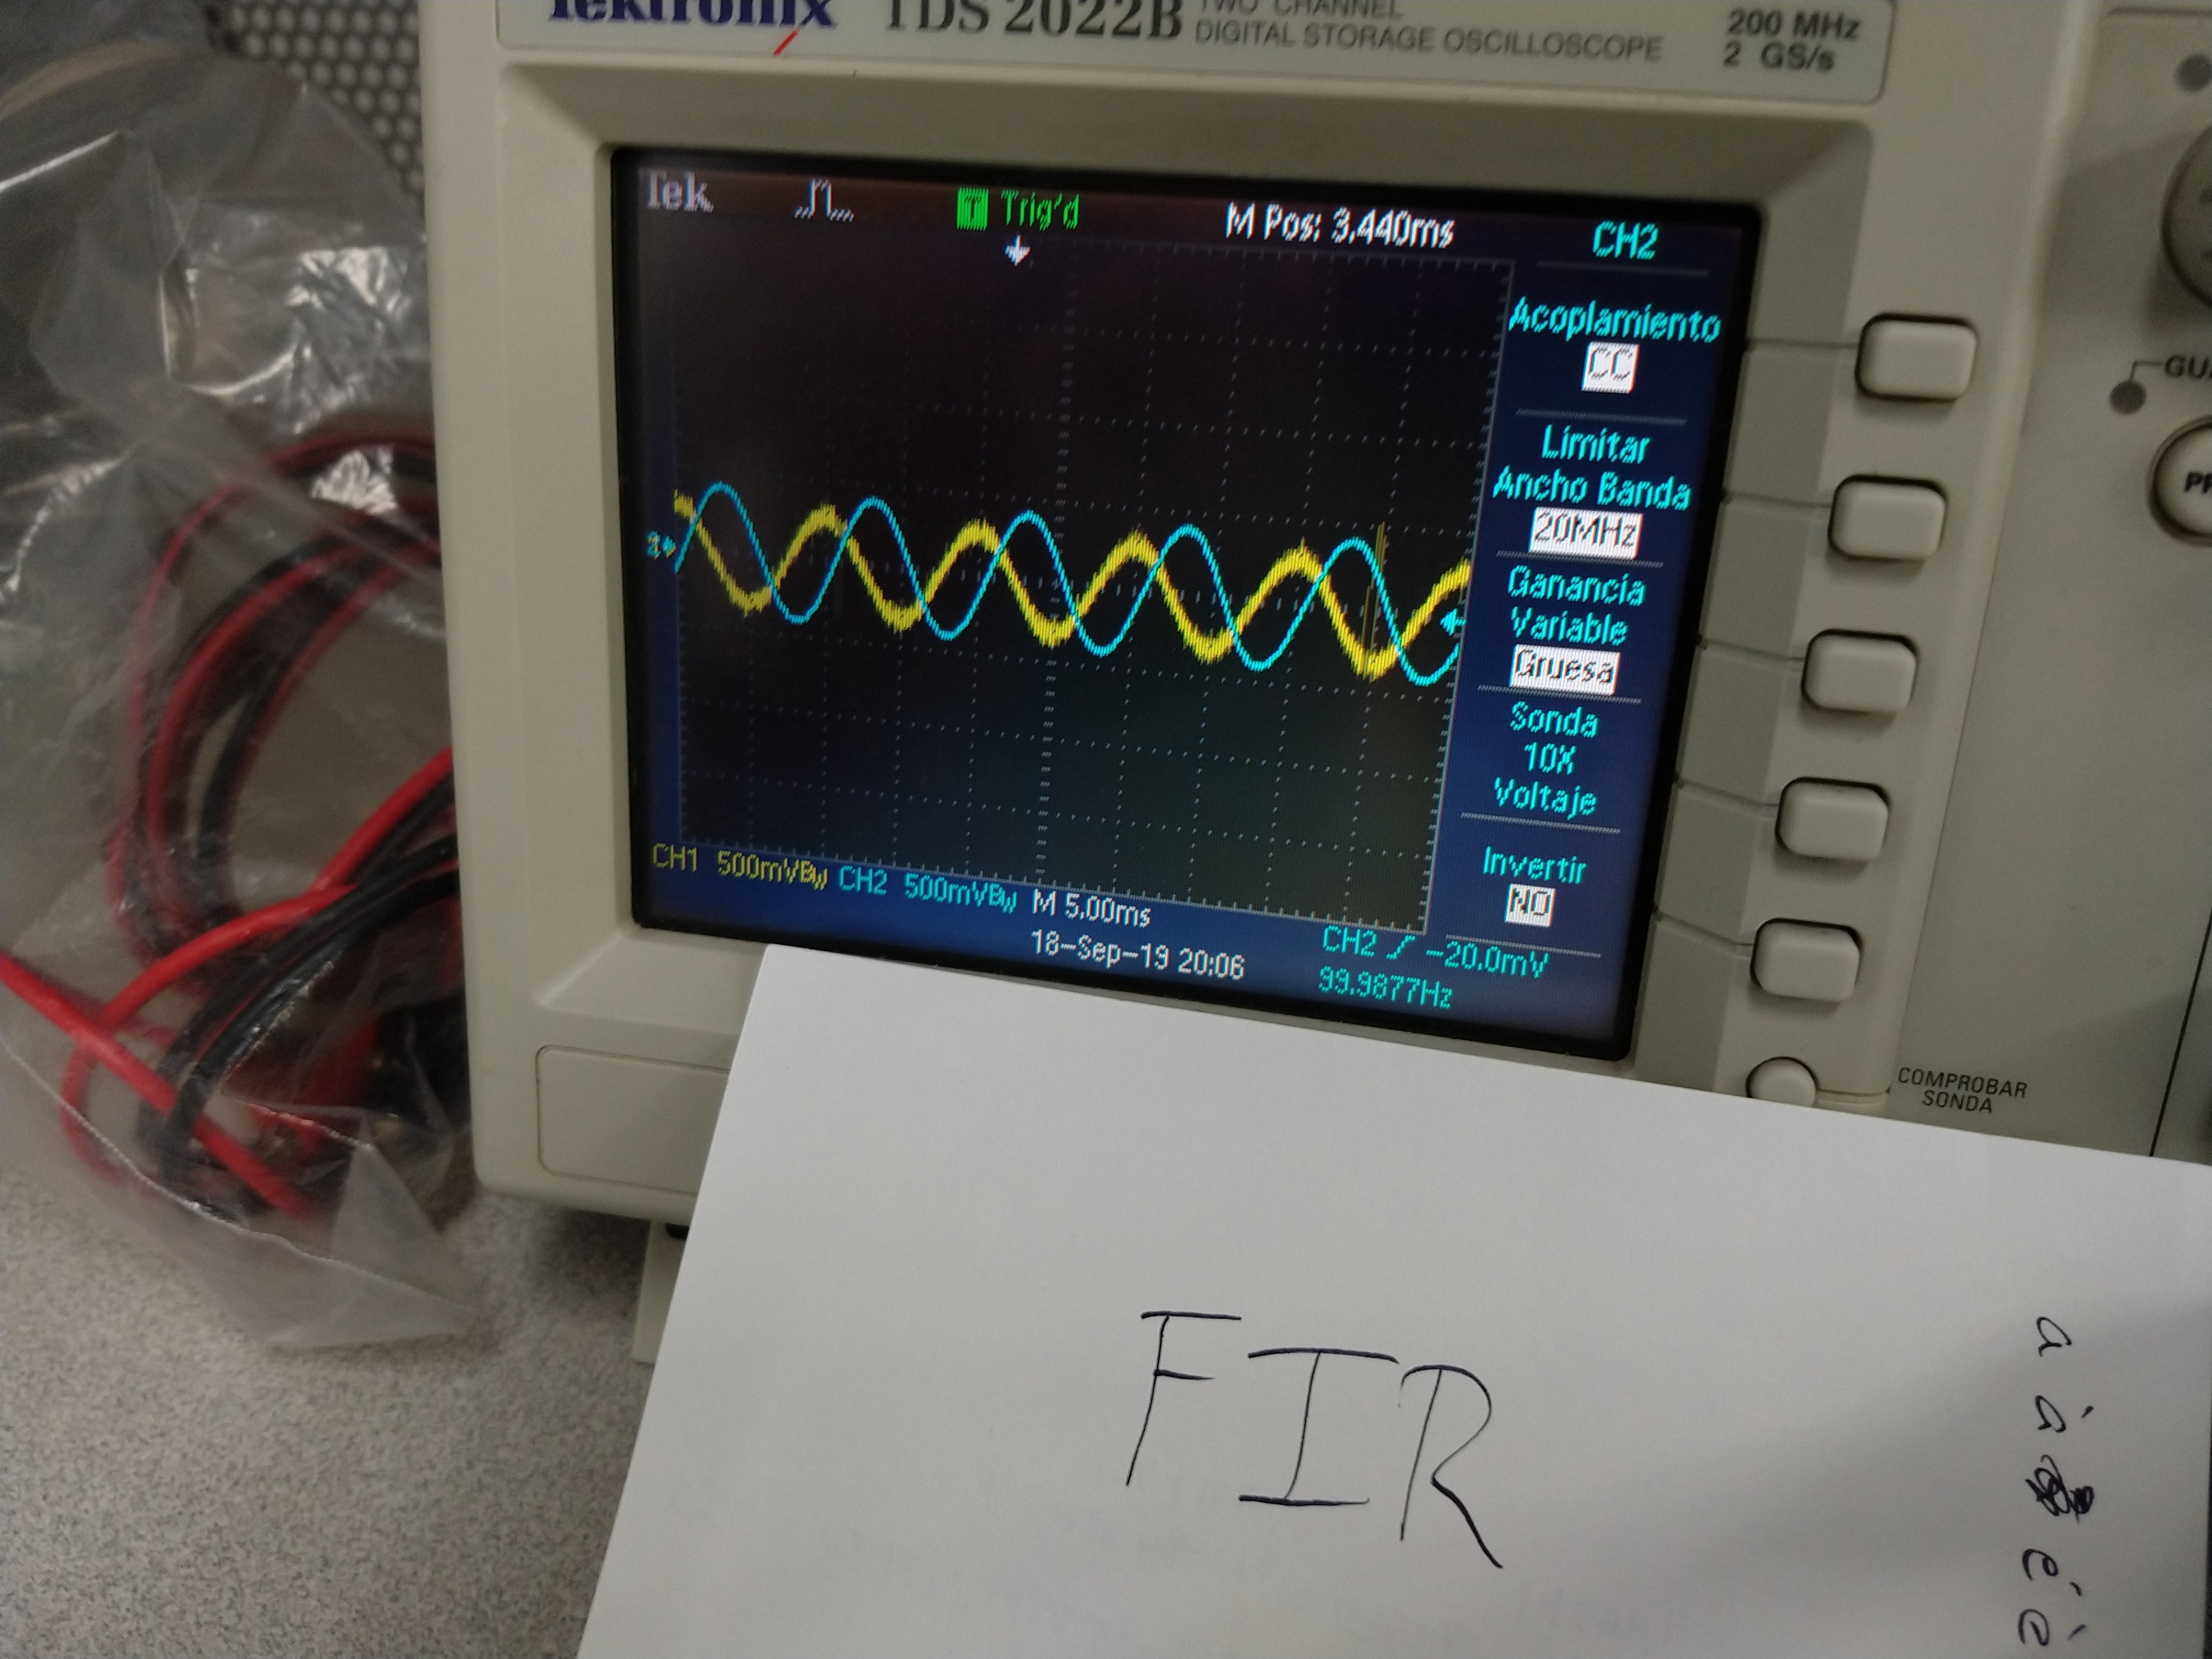 Tektronix TDS 2022B TWO CHANNEL
DIGITAL STORAGE OSCILLOSCOPE
200 MHz
2 GS/s
Tek
T Trig'd
M Pos: 3.440ms
CH2
Acoplamiento
CC
Limitar
Ancho Banda
20MHz
Ganancia
Variable
Gruesa
Sonda
10X
Voltaje
Invertir
NO
CH1 500mVBW CH2 500mVBW M 5.00ms
18-Sep-19 20:06
CH2 -20.0mV
99.9877Hz
COMPROBAR
SONDA
FIR
a
á
é
é